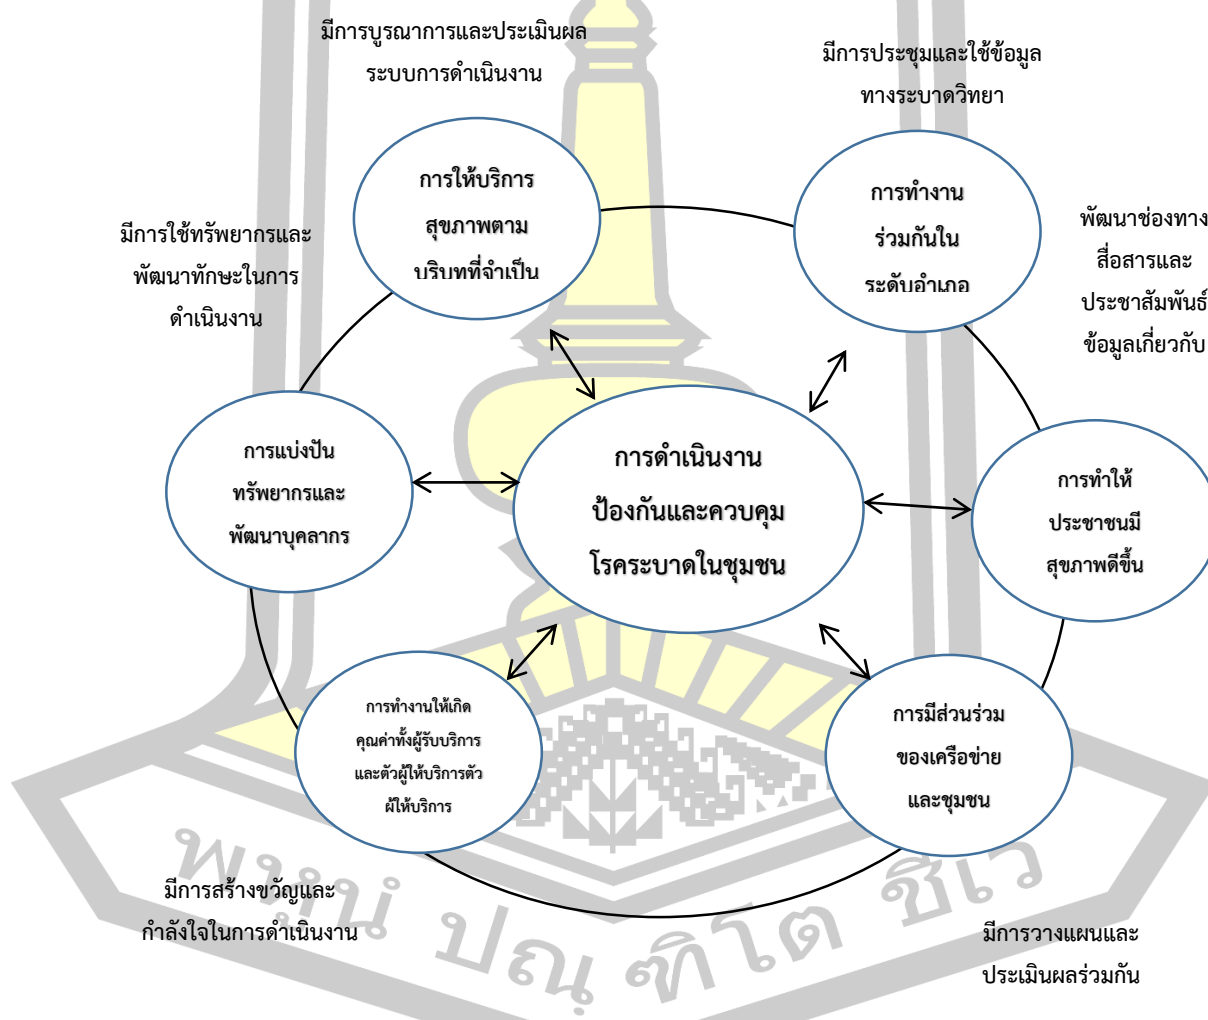 มีการบูรณาการและประเมินผล
ระบบการดำเนินงาน
มีการประชุมและใช้ข้อมูล
ทางระบาดวิทยา
การให้บริการ
สุขภาพตาม
บริบทที่จำเป็น
การทำงาน
ร่วมกันใน
ระดับอำเภอ
พัฒนาช่องทาง
สื่อสารและ
ประชาสัมพันธ์
ข้อมูลเกี่ยวกับ
มีการใช้ทรัพยากรและ
พัฒนาทักษะในการ
ดำเนินงาน
การแบ่งปัน
ทรัพยากรและ
พัฒนาบุคลากร
การดำเนินงาน
ป้องกันและควบคุม
โรคระบาดในชุมชน
การทำให้
ประชาชนมี
สุขภาพดีขึ้น
การทำงานให้เกิด
คุณค่าทั้งผู้รับบริการ
และตัวผู้ให้บริการตัว
ผู้ให้บริการ
การมีส่วนร่วม
ของเครือข่าย
และชุมชน
มีการสร้างขวัญและ
กำลังใจในการดำเนินงาน
มีการวางแผนและ
ประเมินผลร่วมกัน
พหูนํ ปณฺฑิโต ชีเว